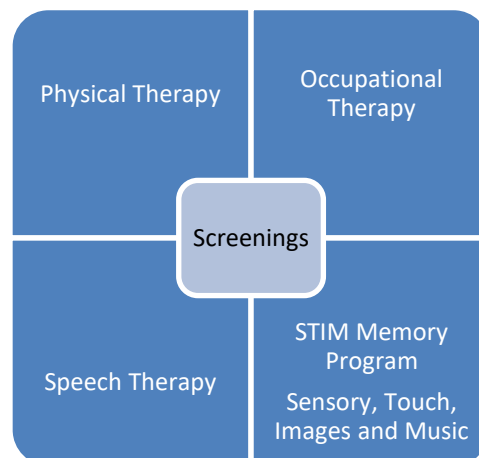 Physical Therapy
Occupational
Therapy
Screenings
Speech Therapy
STIM Memory
Program
Sensory, Touch,
Images and Music